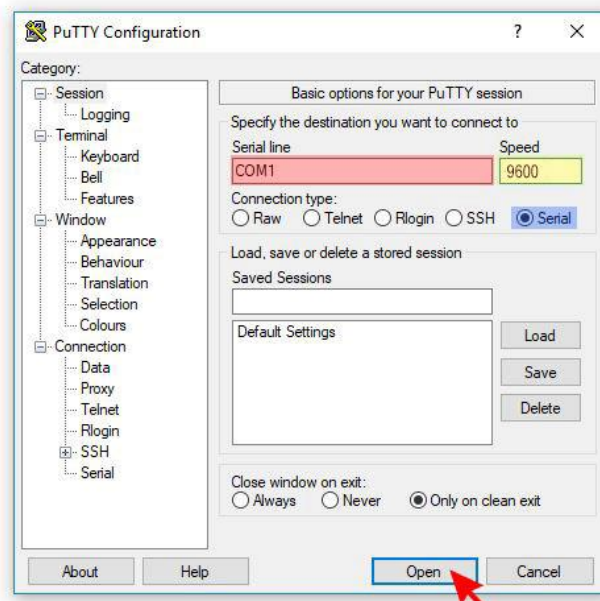 PuTTY Configuration
?
Category:
Session
Logging
Terminal
Keyboard
Bell
Features
Window
Appearance
Behaviour
Translation
Selection
Colours
Connection
Data
Proxy
Telnet
Rlogin
SSH
Serial
Basic options for your PuTTY session
Specify the destination you want to connect to
Serial line Speed
COM1 9600
Connection type:
Raw Telnet Rlogin SSH Serial
Load, save or delete a stored session
Saved Sessions
Default Settings
Load
Save
Delete
Close window on exit:
Always Never Only on clean exit
About Help Open Cancel